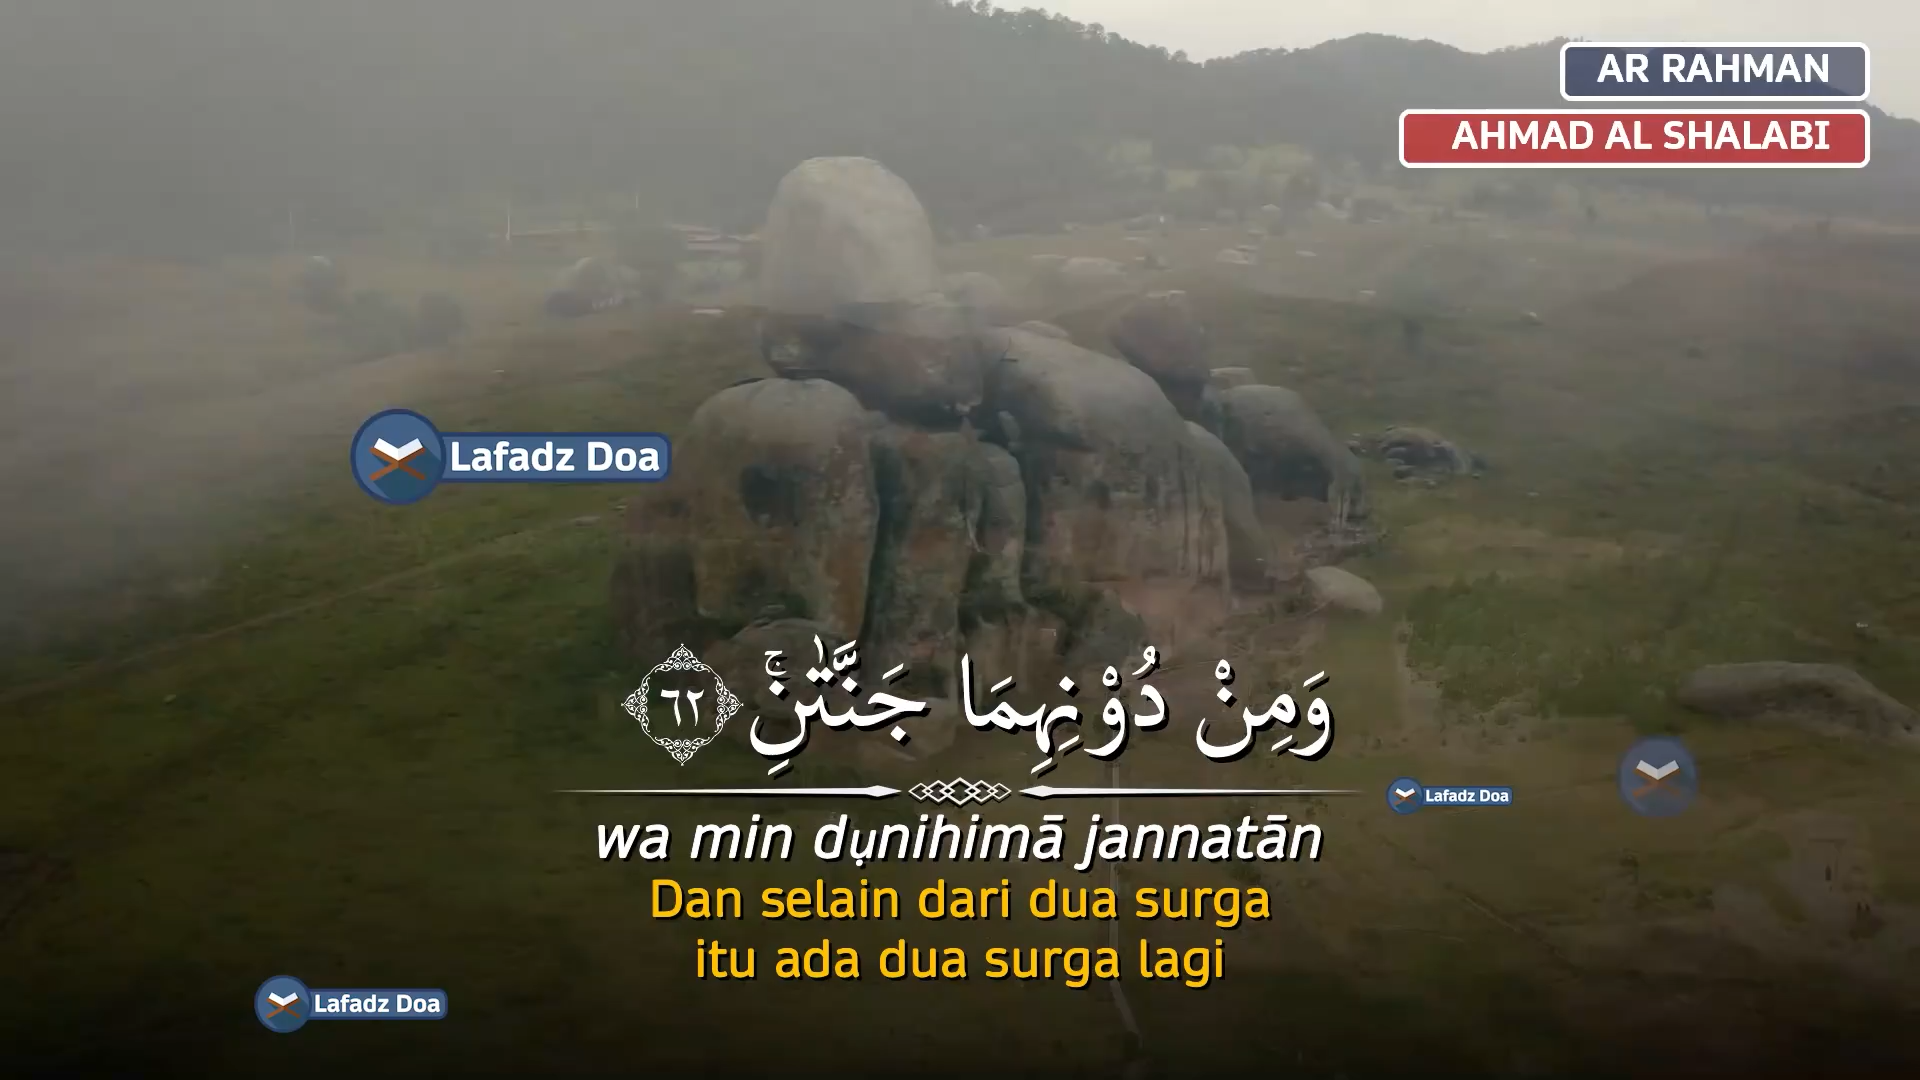 AR RAHMAN
AHMAD AL SHALABI
Lafadz Doa
وَمِنْ دُوْنِهِمَا جَنَّتٰنِۚ ٦٢
Lafadz Doa
wa min dụnihimā jannatān
Dan selain dari dua surga
itu ada dua surga lagi
Lafadz Doa